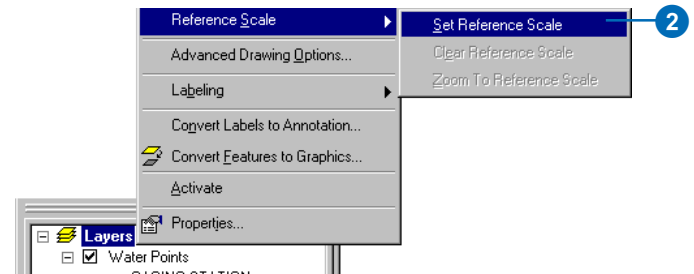 Reference Scale
Set Reference Scale
2
Clear Reference Scale
Zoom To Reference Scale
Advanced Drawing Options...
Labeling
Convert Labels to Annotation...
Convert Features to Graphics...
Activate
Properties...
Layers
Water Points